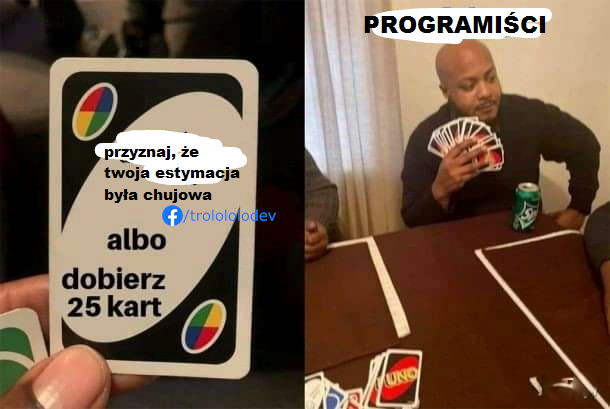 przyznaj, że
twoja estymacja
była chujowa
/trolololodev
albo
dobierz
25 kart
PROGRAMIŚCI
UNO